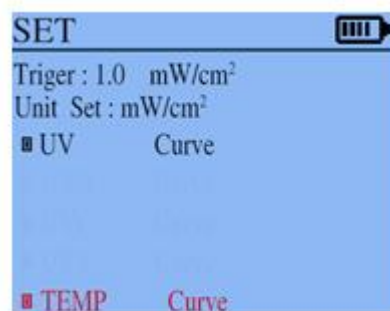 SET
Triger : 1.0 mW/cm²
Unit Set : mW/cm²
UV Curve
TEMP Curve